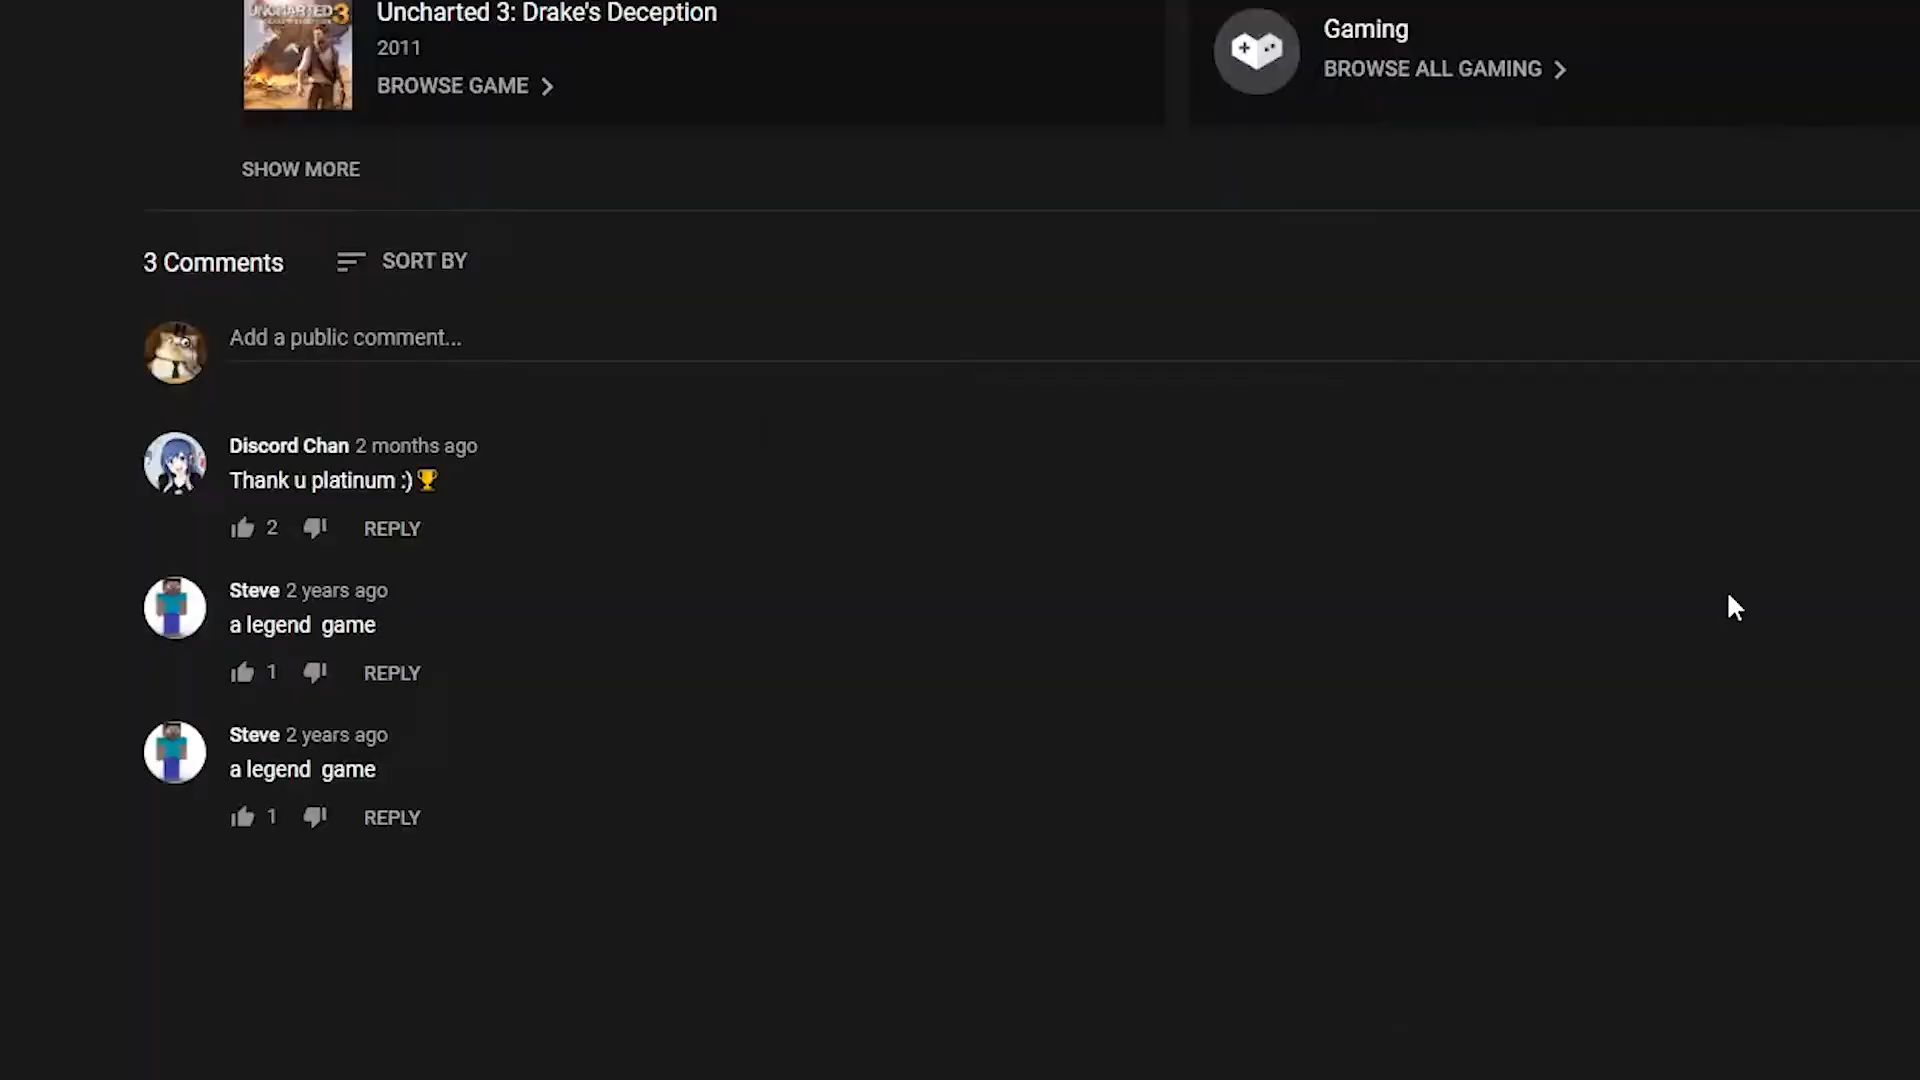 UNCHARTED 3
Uncharted 3: Drake's Deception
2011
BROWSE GAME
Gaming
BROWSE ALL GAMING
SHOW MORE
3 Comments
SORT BY
Add a public comment...
Discord Chan 2 months ago
Thank u platinum :)🏆
2
REPLY
Steve 2 years ago
a legend  game
1
REPLY
Steve 2 years ago
a legend  game
1
REPLY